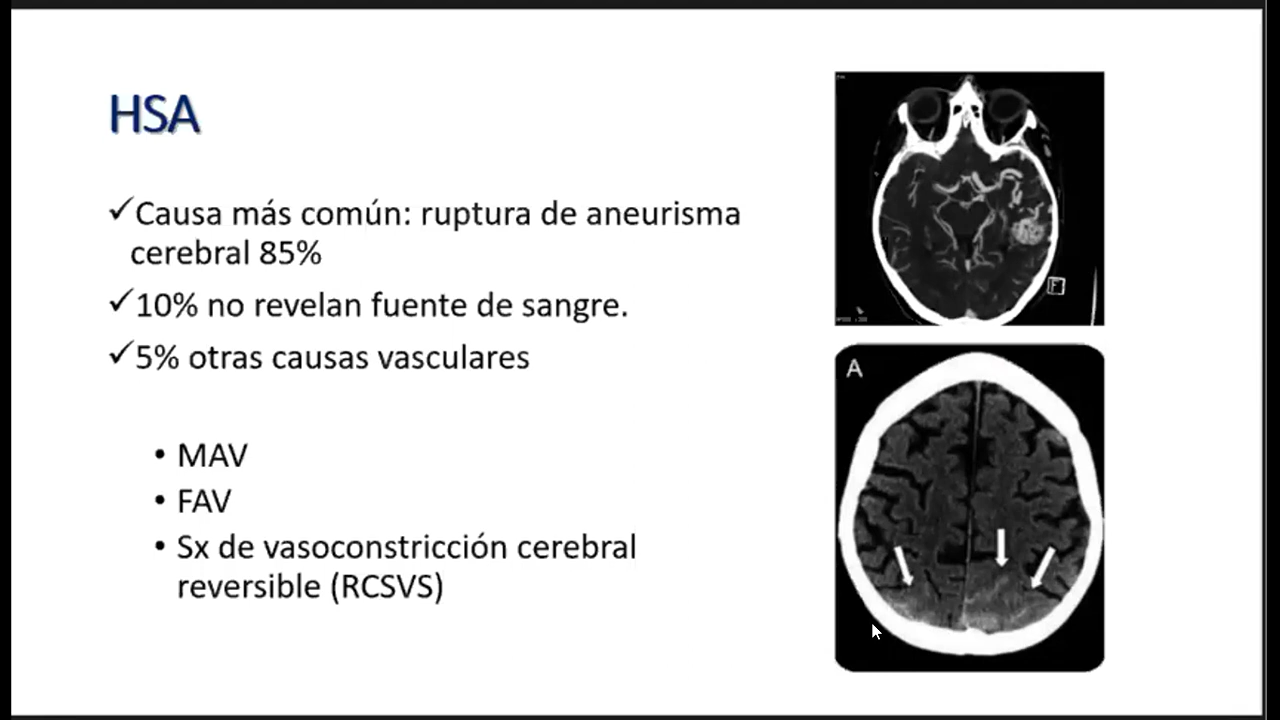 HSA
✓Causa más común: ruptura de aneurisma
cerebral 85%
✓10% no revelan fuente de sangre.
✓5% otras causas vasculares
• MAV
• FAV
• Sx de vasoconstricción cerebral
reversible (RCSVS)
F
A